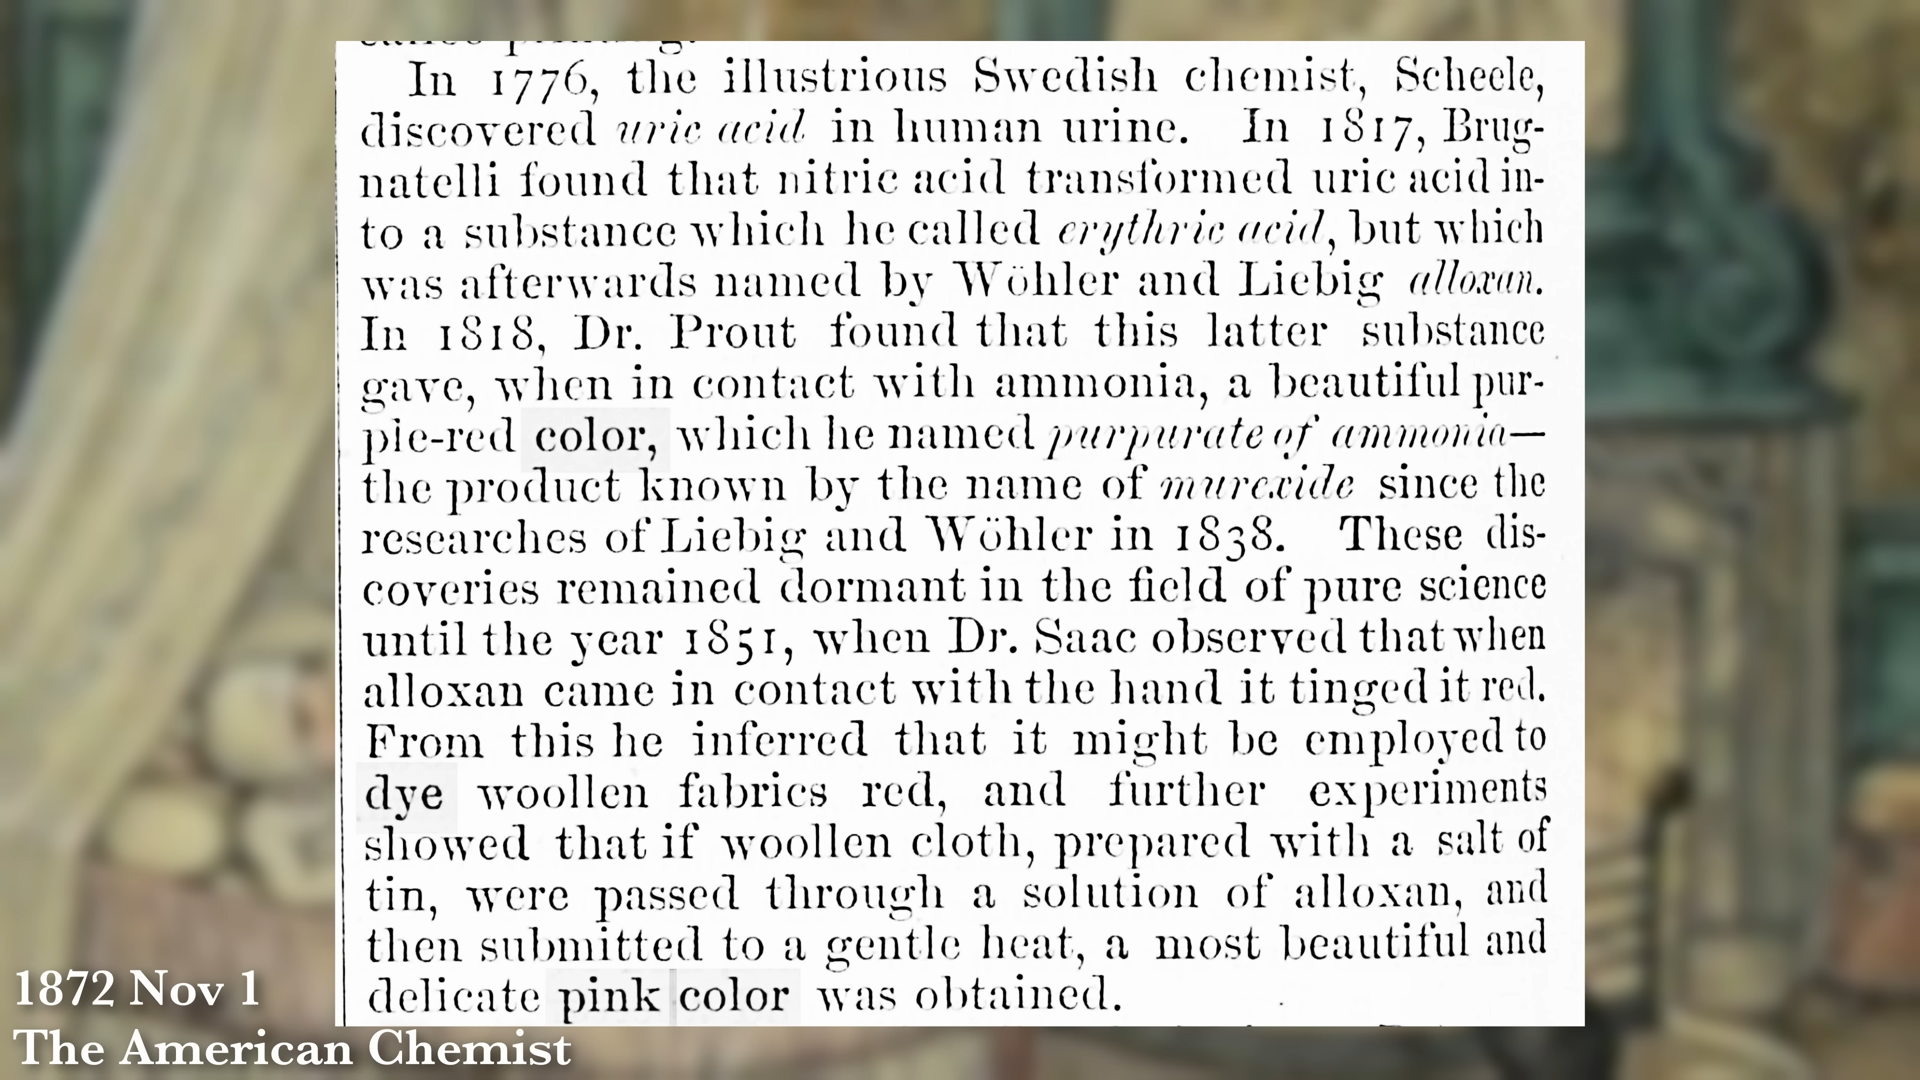 In 1776, the illustrious Swedish chemist, Scheele,
discovered uric acid in human urine. In 1817, Brug-
natelli found that nitric acid transformed uric acid in-
to a substance which he called erythric acid, but which
was afterwards named by Wöhler and Liebig alloxan.
In 1818, Dr. Prout found that this latter substance
gave, when in contact with ammonia, a beautiful pur-
ple-red color, which he named purpurate of ammonia—
the product known by the name of murexide since the
researches of Liebig and Wöhler in 1838. These dis-
coveries remained dormant in the field of pure science
until the year 1851, when Dr. Saac observed that when
alloxan came in contact with the hand it tinged it red.
From this he inferred that it might be employed to
dye woollen fabrics red, and further experiments
showed that if woollen cloth, prepared with a salt of
tin, were passed through a solution of alloxan, and
then submitted to a gentle heat, a most beautiful and
delicate pink color was obtained.
1872 Nov 1
The American Chemist